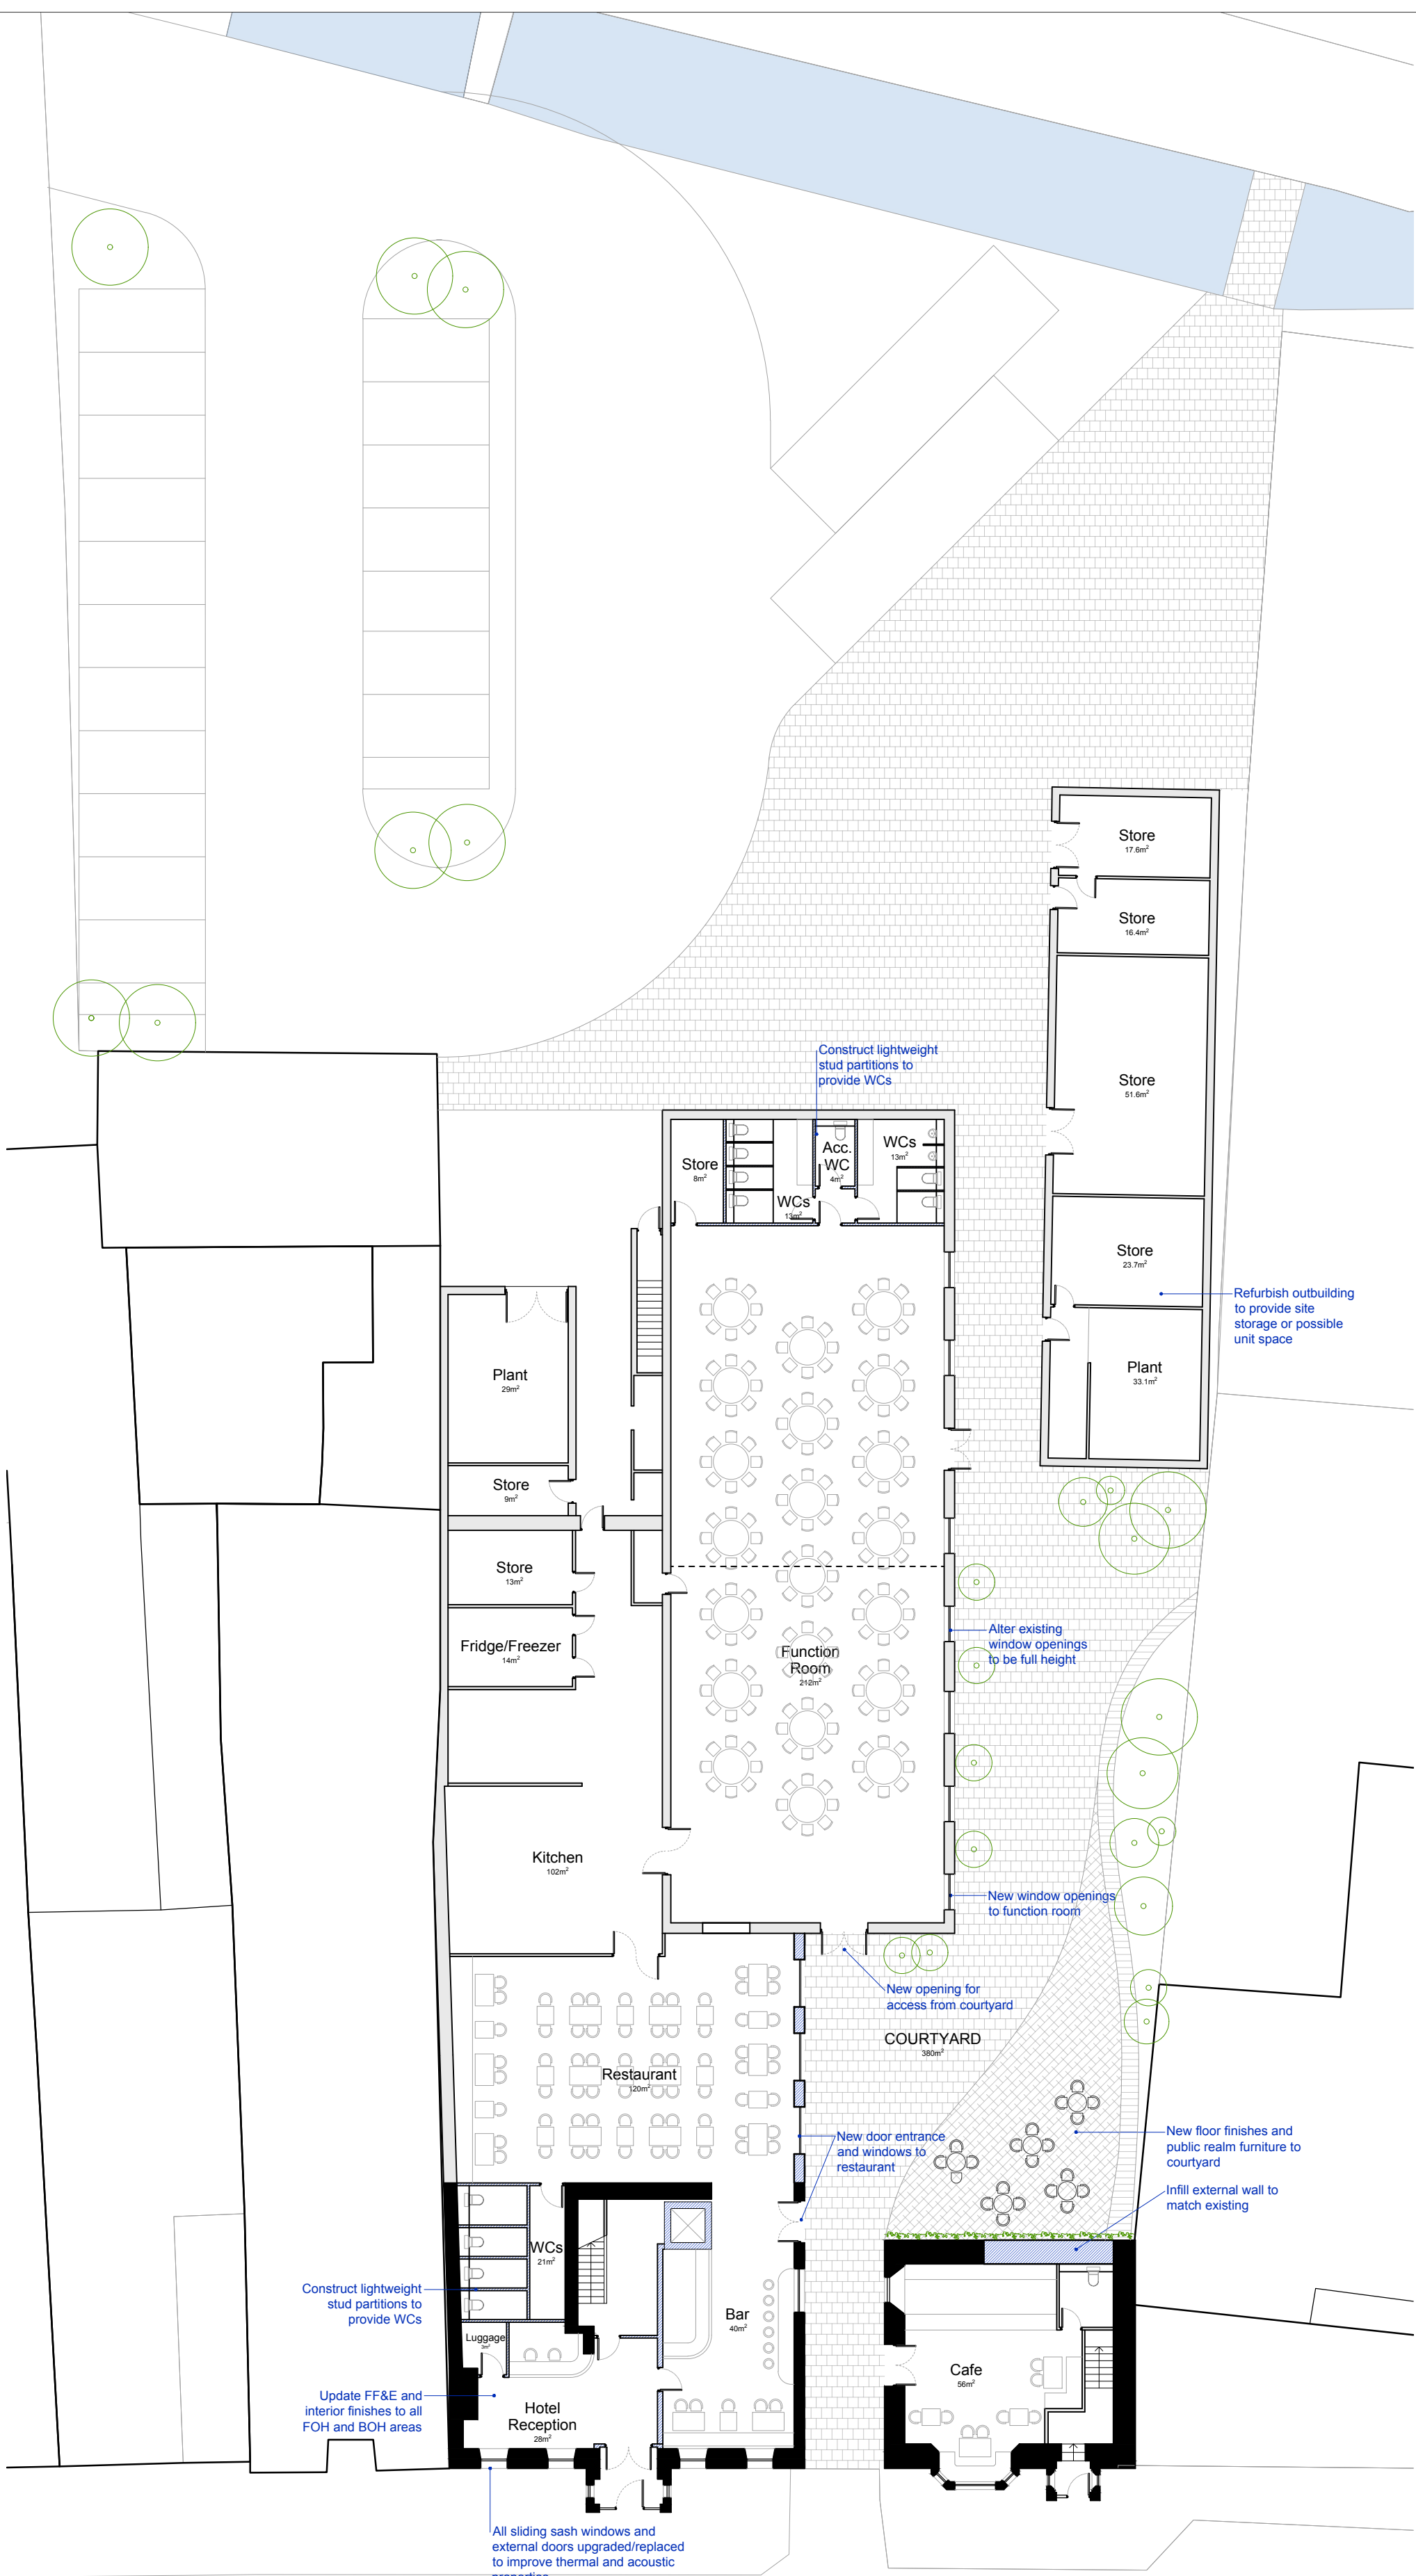 Store
17.6m²
Store
16.4m²
Store
51.6m²
Construct lightweight
stud partitions to
provide WCs
Store
8m²
WCs
13m²
Acc.
WC
4m²
WCs
13m²
Store
23.7m²
Refurbish outbuilding
to provide site
storage or possible
unit space
Plant
33.1m²
Plant
29m²
Store
9m²
Store
13m²
Fridge/Freezer
14m²
Function
Room
212m²
Alter existing
window openings
to be full height
Kitchen
102m²
New window openings
to function room
New opening for
access from courtyard
COURTYARD
380m²
Restaurant
120m²
New door entrance
and windows to
restaurant
New floor finishes and
public realm furniture to
courtyard
Infill external wall to
match existing
WCs
21m²
Construct lightweight
stud partitions to
provide WCs
Bar
40m²
Luggage
3m²
Cafe
56m²
Update FF&E and
interior finishes to all
FOH and BOH areas
Hotel
Reception
28m²
All sliding sash windows and
external doors upgraded/replaced
to improve thermal and acoustic